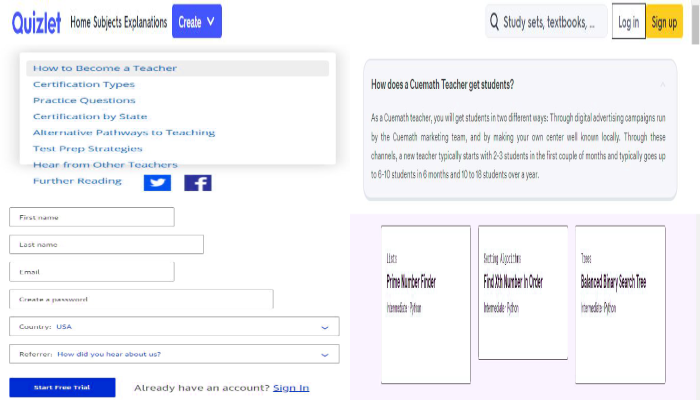 Quizlet Home Subjects Explanations Create Study sets, textbooks, ... Log in Sign up
How to Become a Teacher
Certification Types
Practice Questions
Certification by State
Alternative Pathways to Teaching
Test Prep Strategies
Hear from Other Teachers
Further Reading
First name
Last name
Email
Create a password
Country: USA
Referrer: How did you hear about us?
Start Free Trial Already have an account? Sign In
How does a Cuemath Teacher get students?
As a Cuemath teacher, you will get students in two different ways: Through digital advertising campaigns run
by the Cuemath marketing team, and by making your own center well known locally. Through these
channels, a new teacher typically starts with 2-3 students in the first couple of months and typically goes up
to 6-10 students in 6 months and 10 to 18 students over a year.
Lists
Prime Number Finder
Intermediate · Python
Sorting Algorithms
Find Xth Number In Order
Intermediate · Python
Trees
Balanced Binary Search Tree
Intermediate · Python